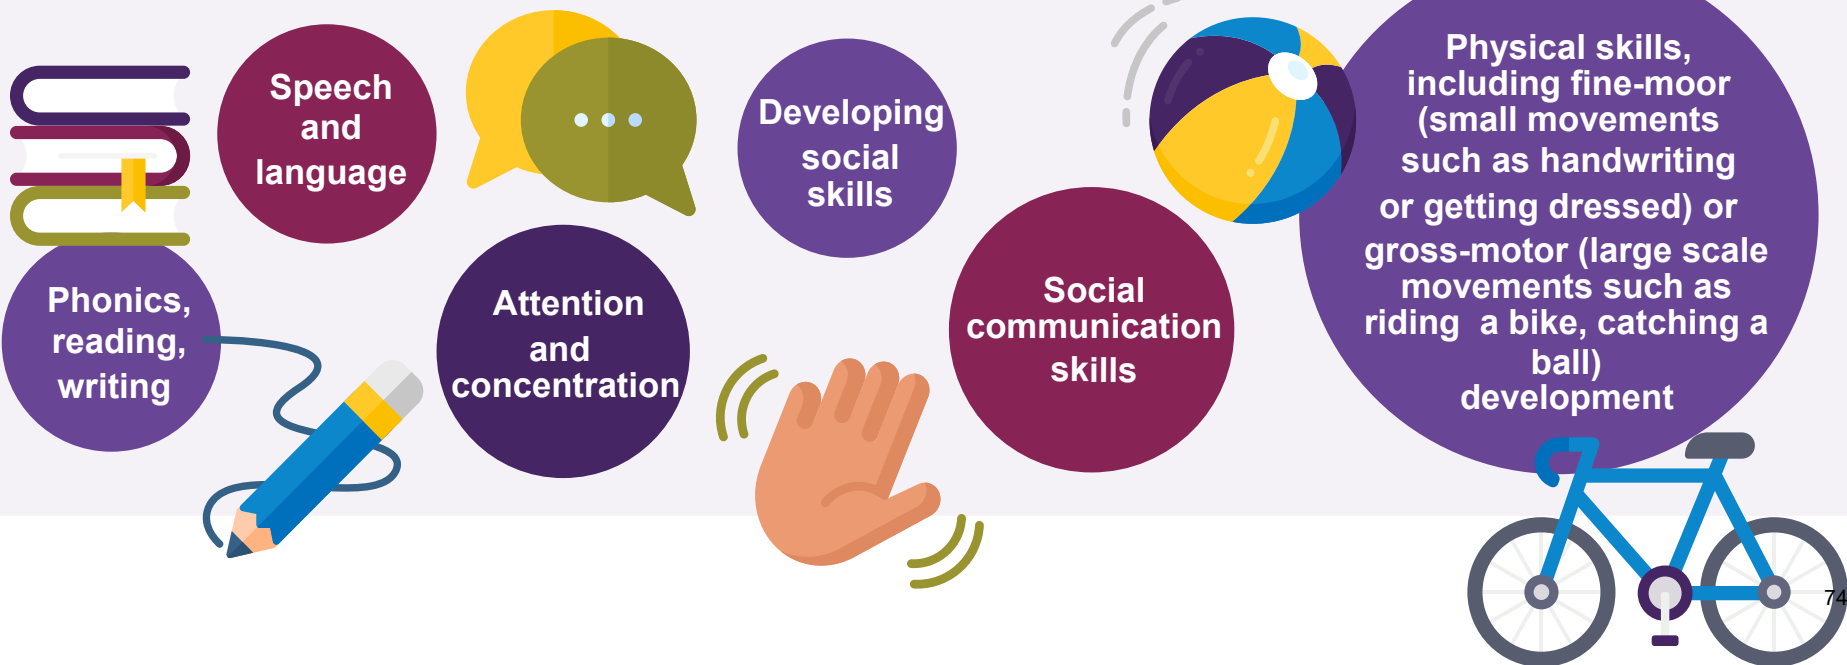 Speech
and
language
Phonics,
reading,
writing
Attention
and
concentration
Developing
social
skills
Social
communication
skills
Physical skills,
including fine-moor
(small movements
such as handwriting
or getting dressed) or
gross-motor (large scale
movements such as
riding  a bike, catching a
ball)
development
74